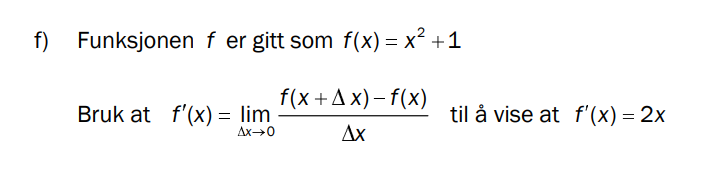 f) Funksjonen f er gitt som f(x) = x² + 1
Bruk at f′(x) = lim_{Δx→0} (f(x + Δx) − f(x)) / Δx til å vise at f′(x) = 2x